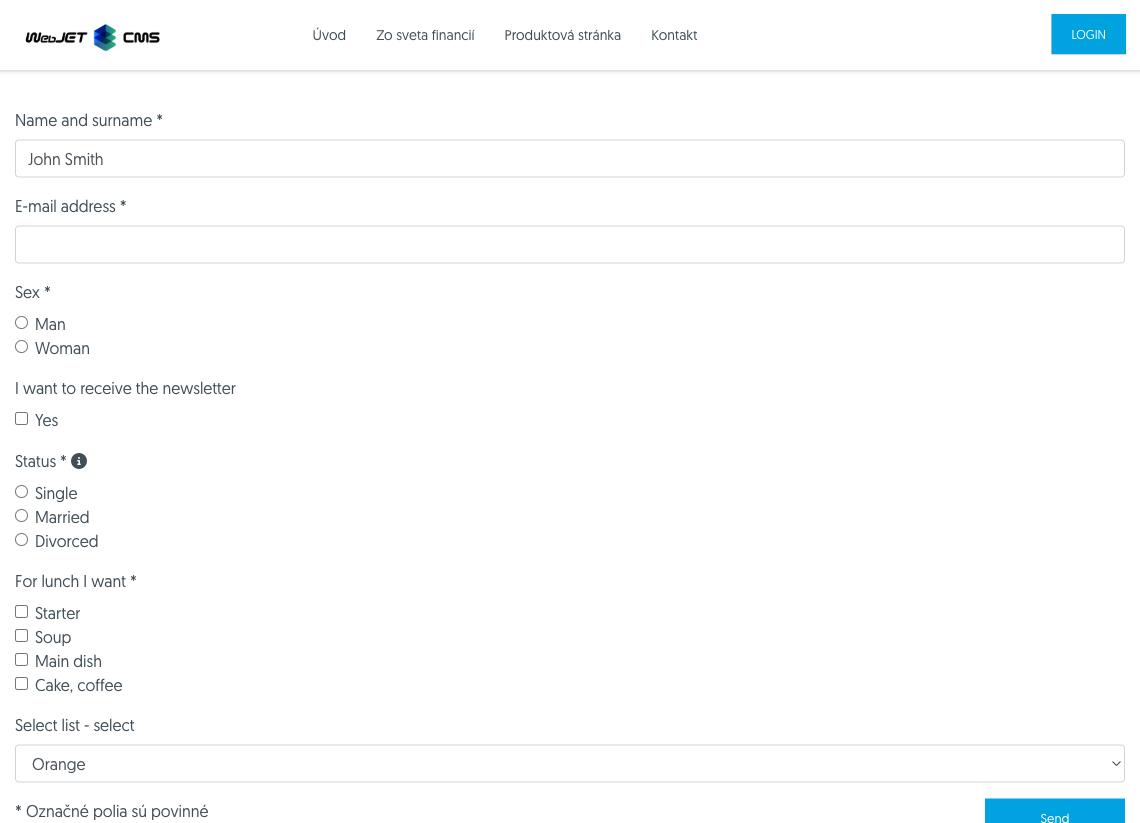 WebJET CMS
Úvod Zo sveta financií Produktová stránka Kontakt
LOGIN
Name and surname *
John Smith
E-mail address *
Sex *
Man
Woman
I want to receive the newsletter
Yes
Status *
Single
Married
Divorced
For lunch I want *
Starter
Soup
Main dish
Cake, coffee
Select list - select
Orange
* Označné polia sú povinné
Send